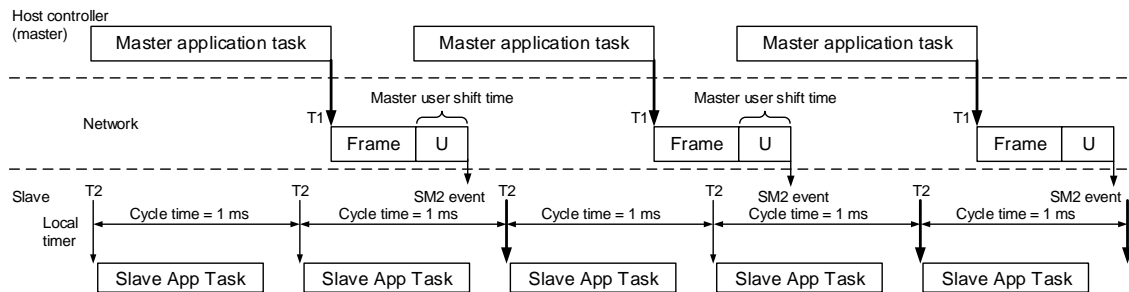 Host controller
(master)
Master application task
Master application task
Master application task
Master user shift time
Master user shift time
Network
T1
T1
T1
Frame
U
Frame
U
Frame
U
Slave
T2
T2
SM2 event
T2
T2
SM2 event
T2
SM2 event
Local
timer
Cycle time = 1 ms
Cycle time = 1 ms
Cycle time = 1 ms
Cycle time = 1 ms
Cycle time = 1 ms
Slave App Task
Slave App Task
Slave App Task
Slave App Task
Slave App Task